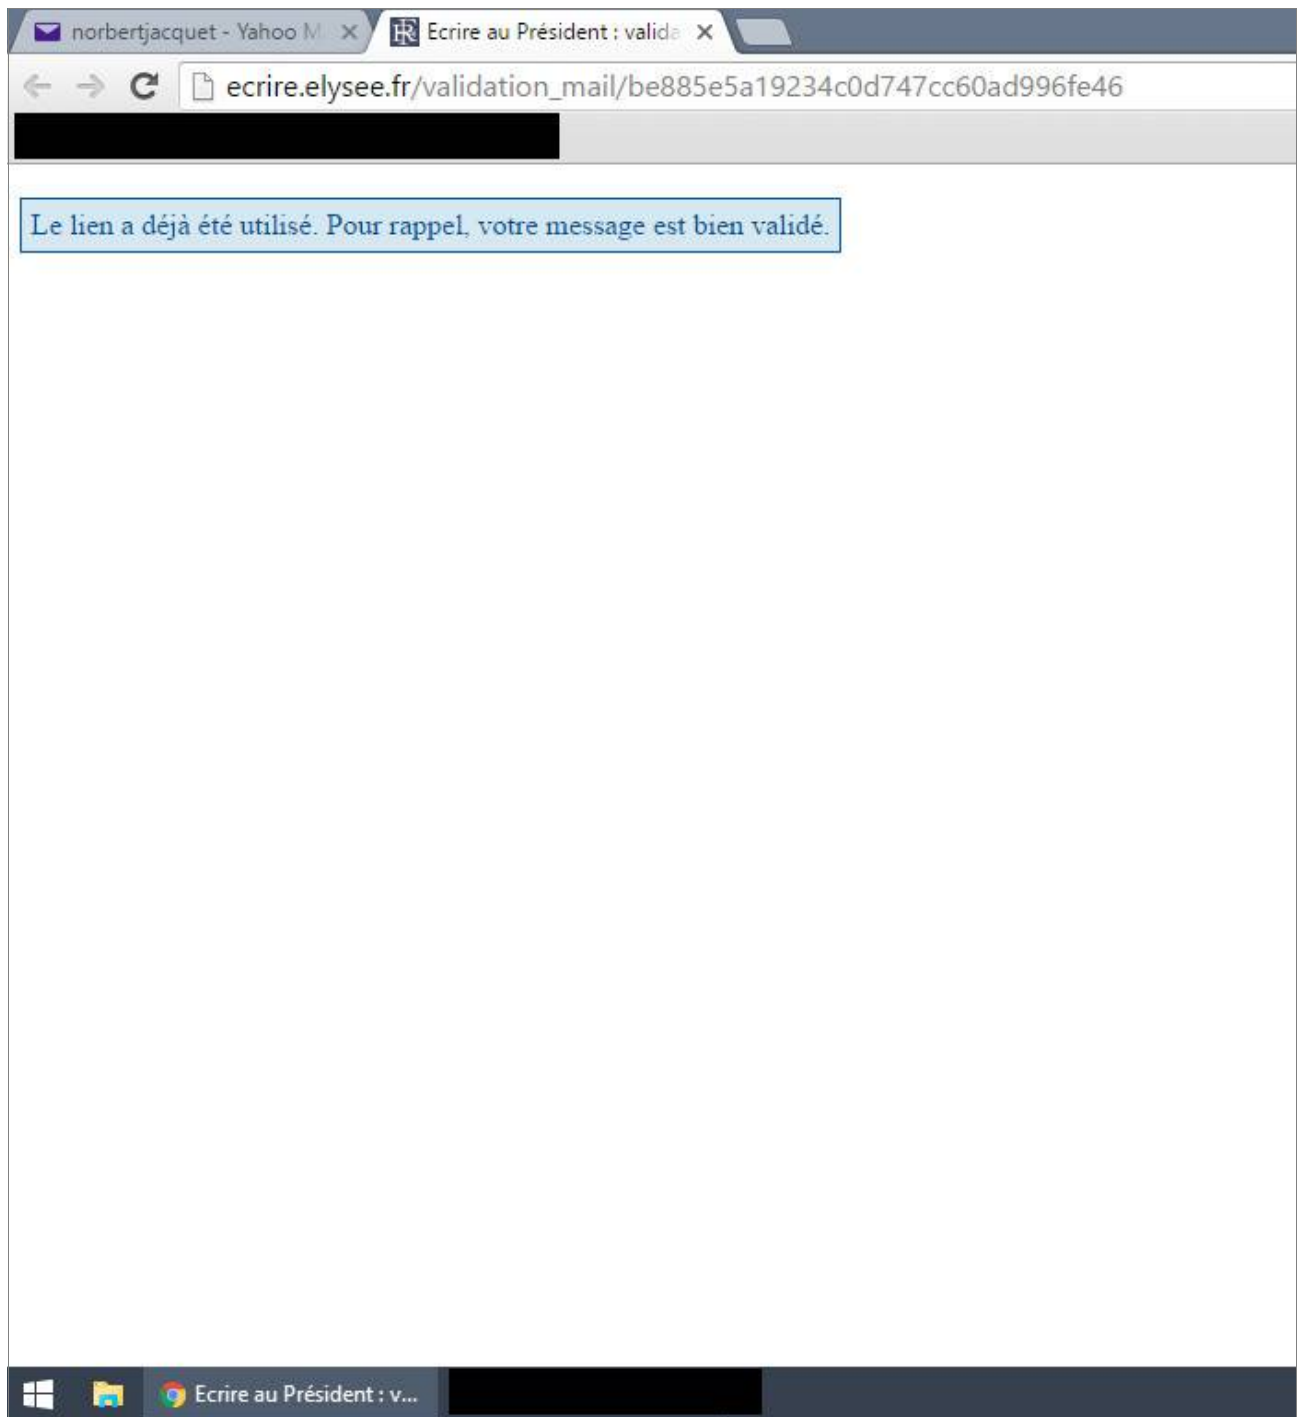 norbertjacquet - Yahoo M
Ecrire au Président : valida
ecrire.elysee.fr/validation_mail/be885e5a19234c0d747cc60ad996fe46
Le lien a déjà été utilisé. Pour rappel, votre message est bien validé.
Ecrire au Président : v...